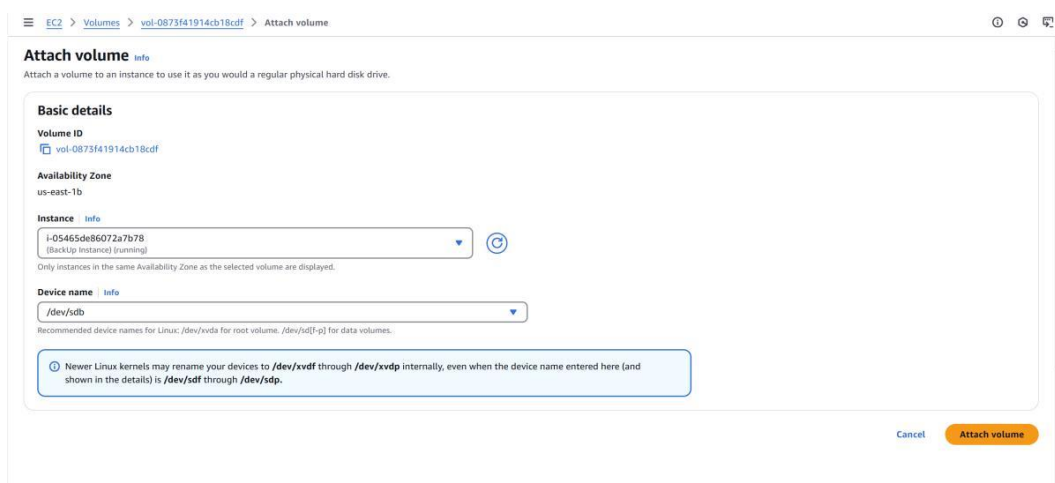 EC2 > Volumes > vol-0873f41914cb18cdf > Attach volume
Attach volume Info
Attach a volume to an instance to use it as you would a regular physical hard disk drive.
Basic details
Volume ID
vol-0873f41914cb18cdf
Availability Zone
us-east-1b
Instance | Info
i-05465de86072a7b78
(BackUp Instance) (running)
Only instances in the same Availability Zone as the selected volume are displayed.
Device name | Info
/dev/sdb
Recommended device names for Linux: /dev/xvda for root volume. /dev/sd[f-p] for data volumes.
Newer Linux kernels may rename your devices to /dev/xvdf through /dev/xvdp internally, even when the device name entered here (and
shown in the details) is /dev/sdf through /dev/sdp.
Cancel Attach volume